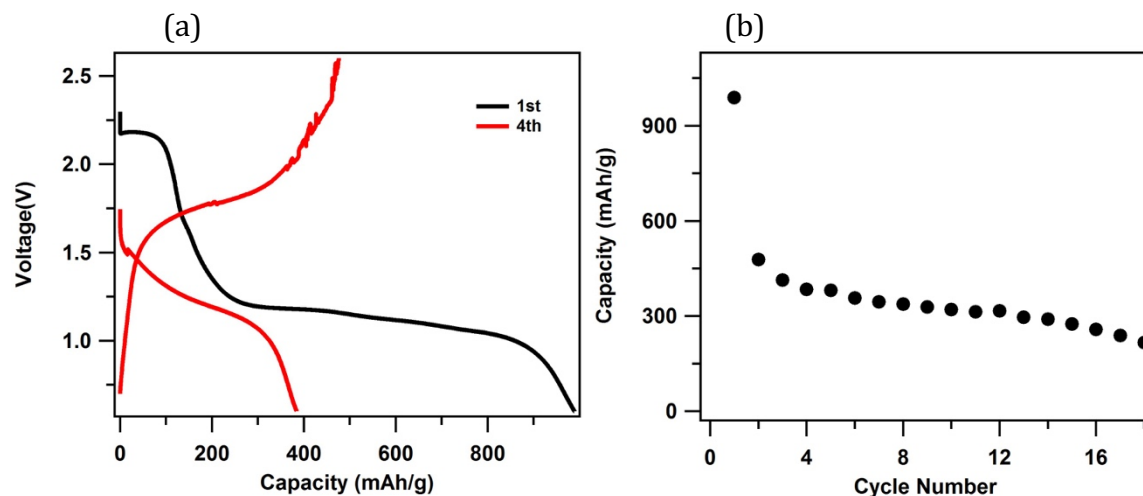 (a)
2.5
2.0
1.5
1.0
Voltage(V)
1st
4th
0 200 400 600 800
Capacity (mAh/g)
(b)
900
600
300
0
Capacity (mAh/g)
0 4 8 12 16
Cycle Number